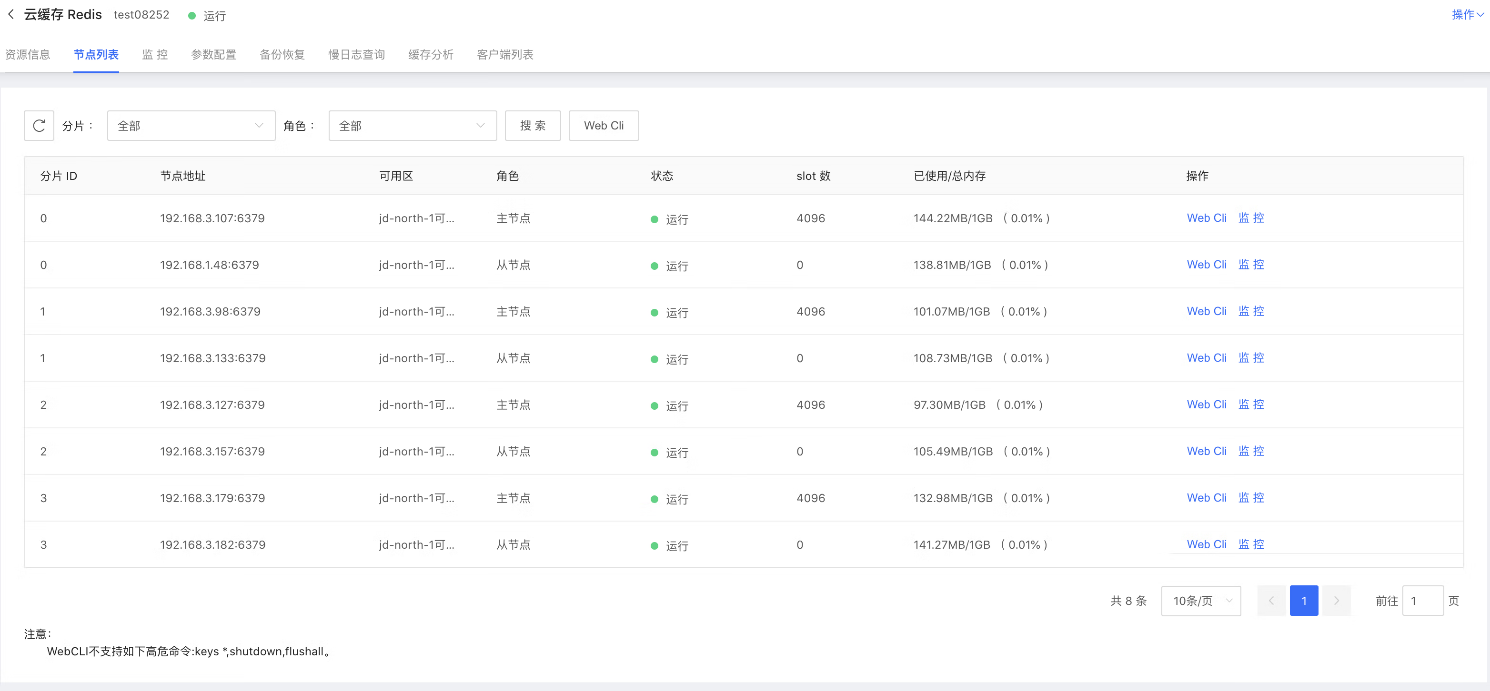 云缓存 Redis test08252 运行 操作
资源信息 节点列表 监 控 参数配置 备份恢复 慢日志查询 缓存分析 客户端列表
分片： 全部 角色： 全部 搜 索 Web Cli
分片 ID 节点地址 可用区 角色 状态 slot 数 已使用/总内存 操作
0 192.168.3.107:6379 jd-north-1可... 主节点 运行 4096 144.22MB/1GB （ 0.01% ） Web Cli 监 控
0 192.168.1.48:6379 jd-north-1可... 从节点 运行 0 138.81MB/1GB （ 0.01% ） Web Cli 监 控
1 192.168.3.98:6379 jd-north-1可... 主节点 运行 4096 101.07MB/1GB （ 0.01% ） Web Cli 监 控
1 192.168.3.133:6379 jd-north-1可... 从节点 运行 0 108.73MB/1GB （ 0.01% ） Web Cli 监 控
2 192.168.3.127:6379 jd-north-1可... 主节点 运行 4096 97.30MB/1GB （ 0.01% ） Web Cli 监 控
2 192.168.3.157:6379 jd-north-1可... 从节点 运行 0 105.49MB/1GB （ 0.01% ） Web Cli 监 控
3 192.168.3.179:6379 jd-north-1可... 主节点 运行 4096 132.98MB/1GB （ 0.01% ） Web Cli 监 控
3 192.168.3.182:6379 jd-north-1可... 从节点 运行 0 141.27MB/1GB （ 0.01% ） Web Cli 监 控
共 8 条 10条/页 1 前往 1 页
注意：
WebCLI不支持如下高危命令:keys *,shutdown,flushall。